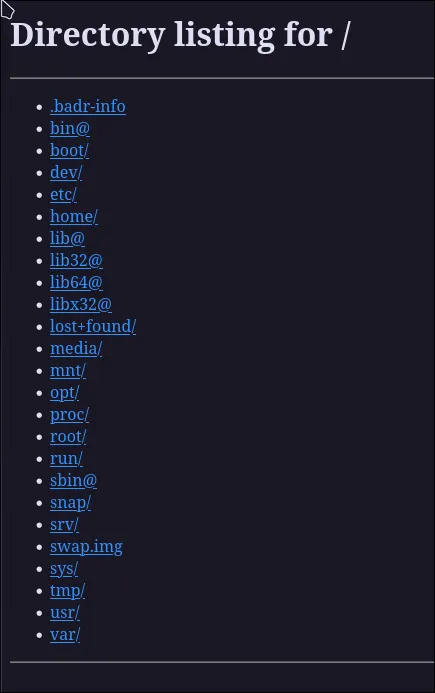 Directory listing for /
.badr-info
bin@
boot/
dev/
etc/
home/
lib@
lib32@
lib64@
libx32@
lost+found/
media/
mnt/
opt/
proc/
root/
run/
sbin@
snap/
srv/
swap.img
sys/
tmp/
usr/
var/